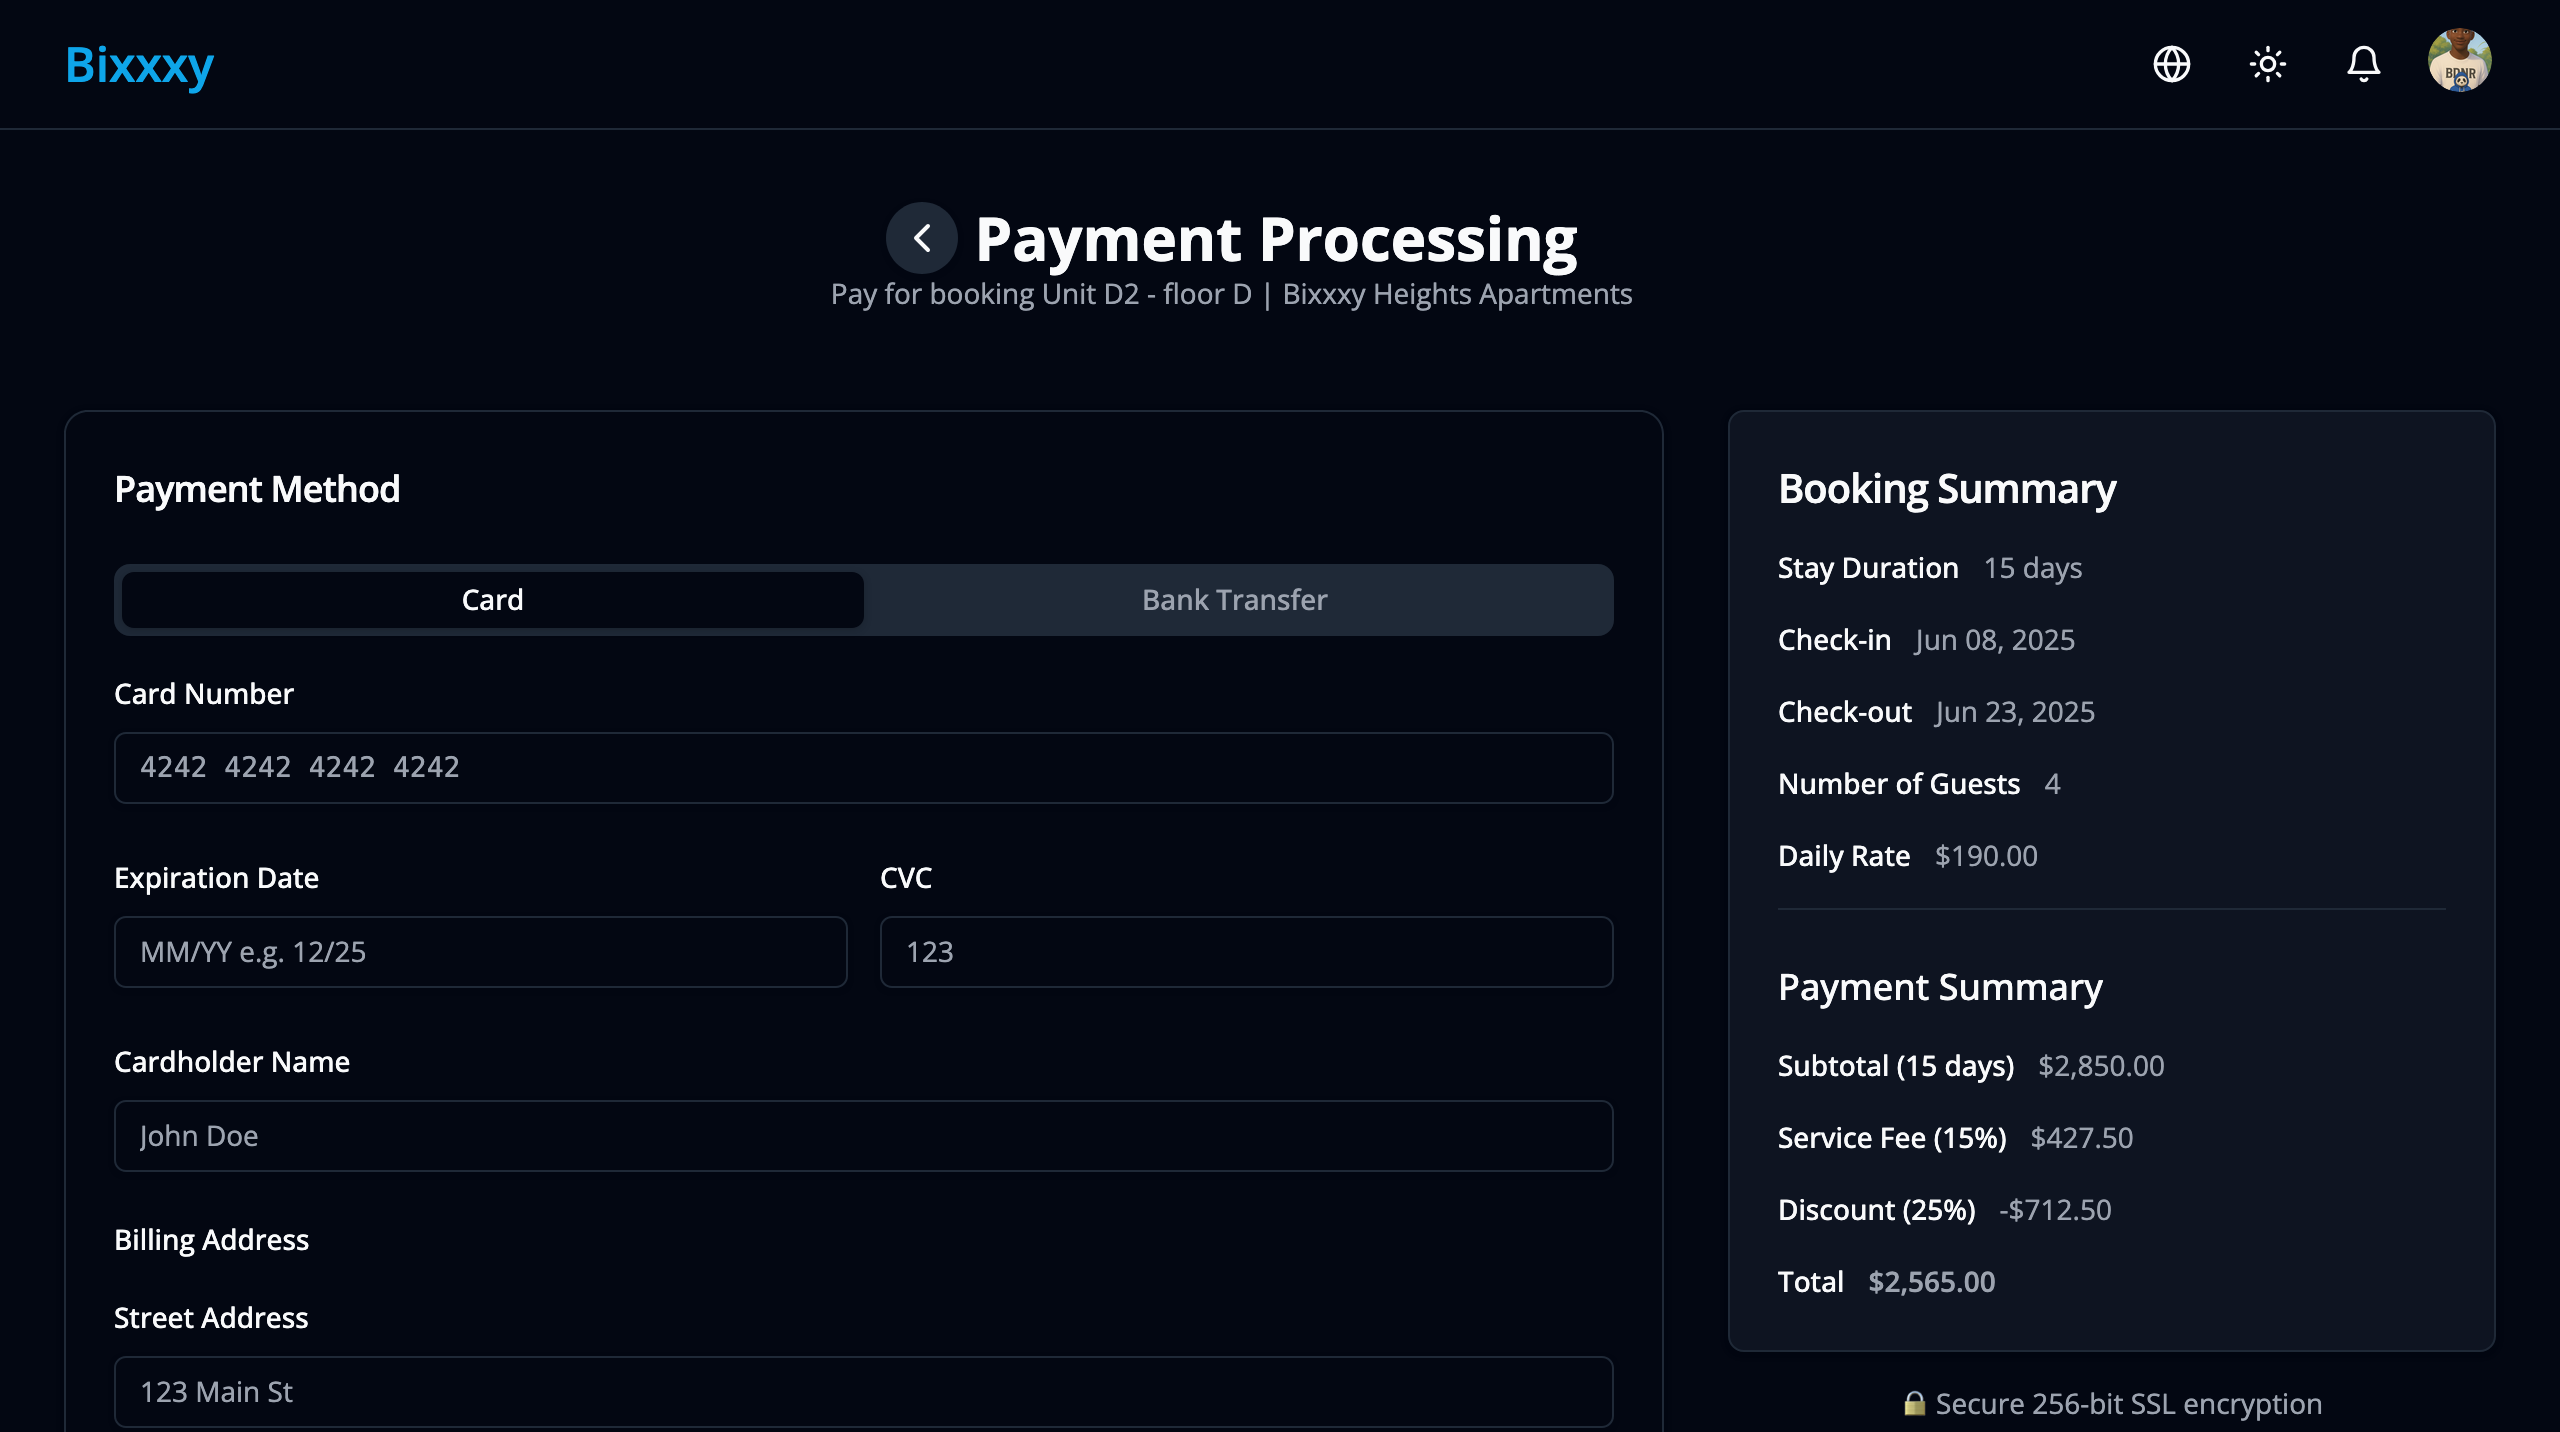 Bixxxy
BDNR
Payment Processing
Pay for booking Unit D2 - floor D | Bixxxy Heights Apartments
Payment Method
Card
Bank Transfer
Card Number
4242 4242 4242 4242
Expiration Date
CVC
MM/YY e.g. 12/25
123
Cardholder Name
John Doe
Billing Address
Street Address
123 Main St
Booking Summary
Stay Duration 15 days
Check-in Jun 08, 2025
Check-out Jun 23, 2025
Number of Guests 4
Daily Rate $190.00
Payment Summary
Subtotal (15 days) $2,850.00
Service Fee (15%) $427.50
Discount (25%) -$712.50
Total $2,565.00
Secure 256-bit SSL encryption